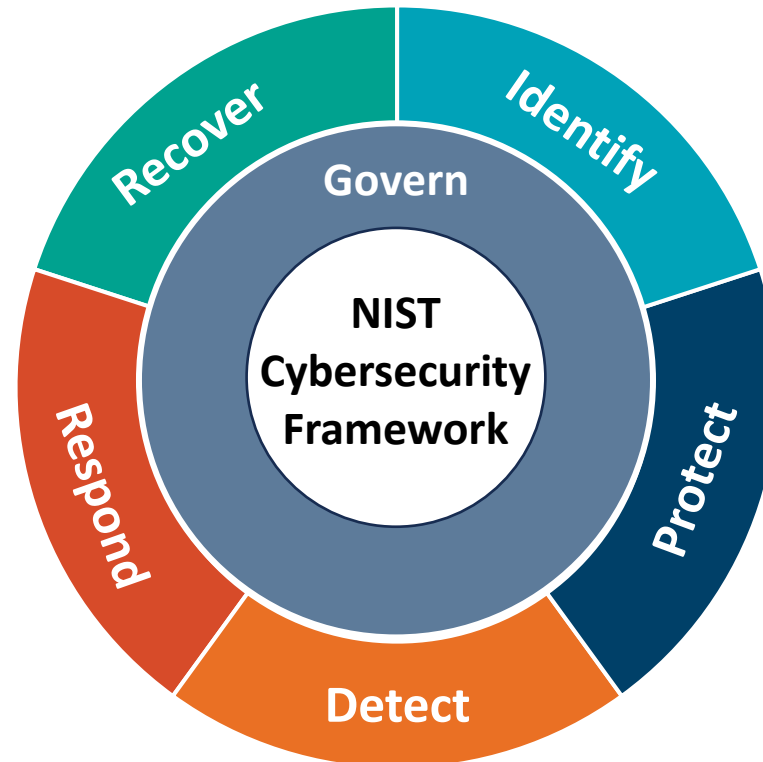 Identify
Protect
Detect
Respond
Recover
Govern
NIST
Cybersecurity
Framework